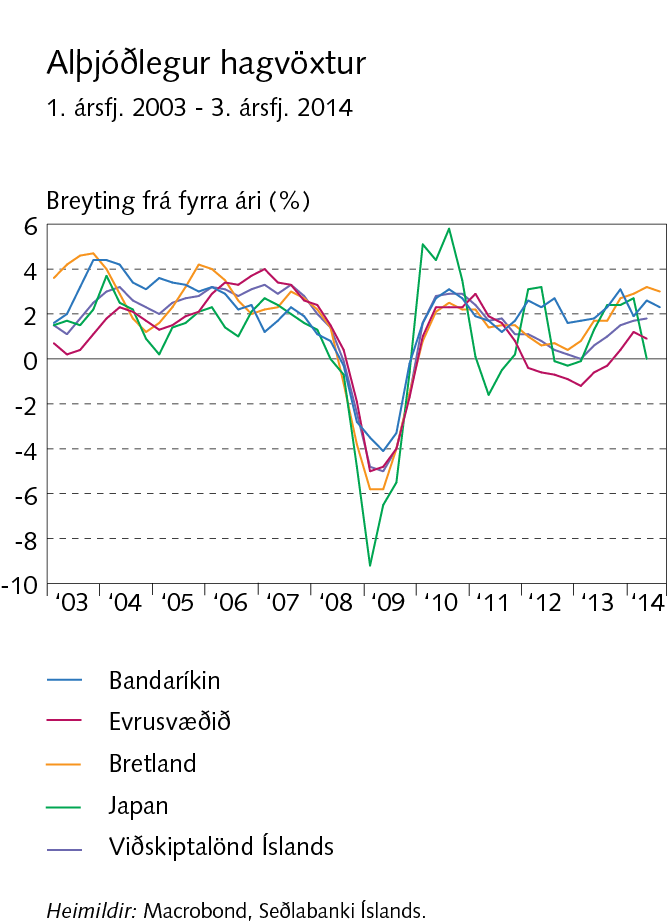 Alþjóðlegur hagvöxtur
1. ársfj. 2003 - 3. ársfj. 2014
Breyting frá fyrra ári (%)
6
4
2
0
-2
-4
-6
-8
-10
‘03 ‘04 ‘05 ‘06 ‘07 ‘08 ‘09 ‘10 ‘11 ‘12 ‘13 ‘14
Bandaríkin
Evrusvæðið
Bretland
Japan
Viðskiptalönd Íslands
Heimildir: Macrobond, Seðlabanki Íslands.